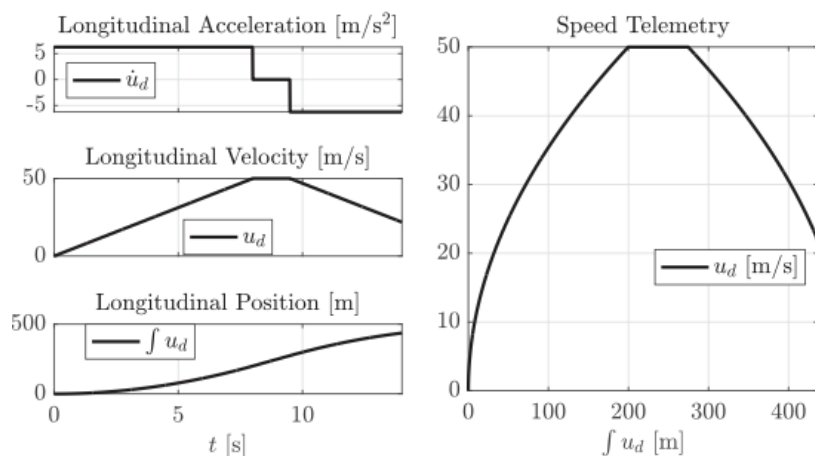 Longitudinal Acceleration [m/s²]
5
0
-5
u̇_d
Longitudinal Velocity [m/s]
50
0
u_d
Longitudinal Position [m]
500
0
∫ u_d
0 5 10
t [s]
Speed Telemetry
50
40
30
20
10
0
u_d [m/s]
0 100 200 300 400
∫ u_d [m]